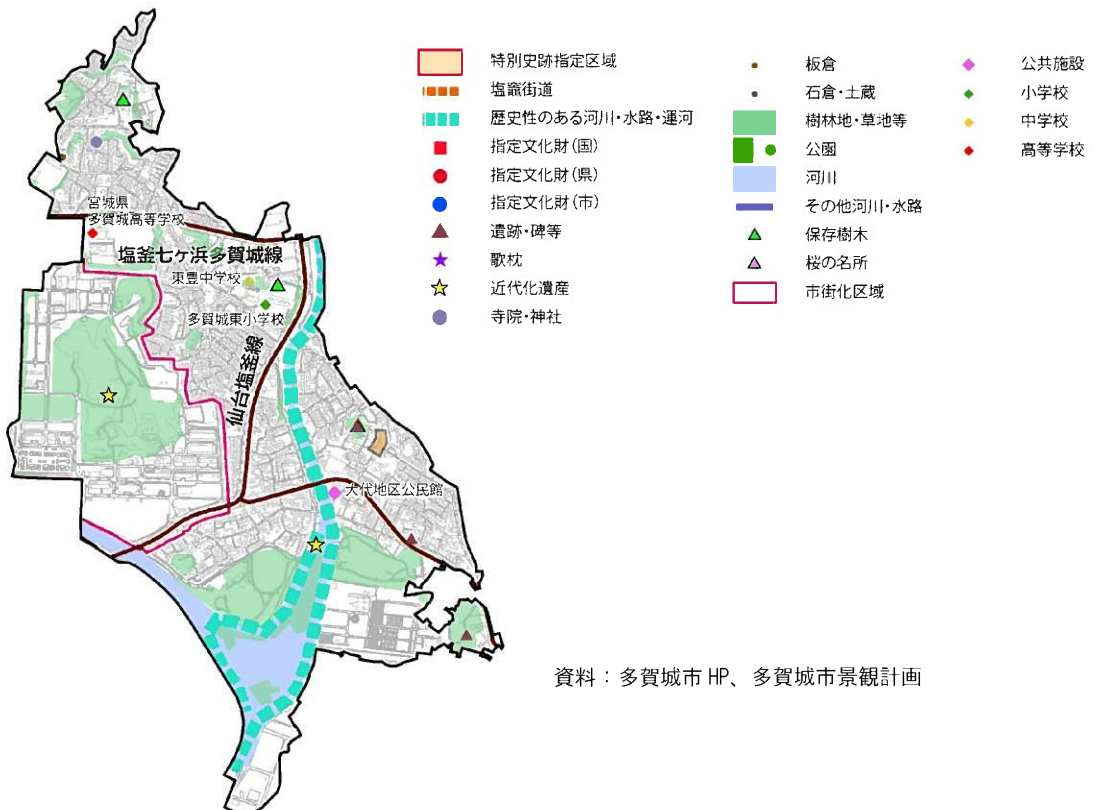 宮城県
多賀城高等学校
塩釜七ヶ浜多賀城線
東豊中学校
多賀城東小学校
仙台塩釜線
大代地区公民館
特別史跡指定区域
塩竈街道
歴史性のある河川・水路・運河
指定文化財(国)
指定文化財(県)
指定文化財(市)
遺跡・碑等
歌枕
近代化遺産
寺院・神社
板倉
石倉・土蔵
樹林地・草地等
公園
河川
その他河川・水路
保存樹木
桜の名所
市街化区域
公共施設
小学校
中学校
高等学校
資料：多賀城市 HP、多賀城市景観計画